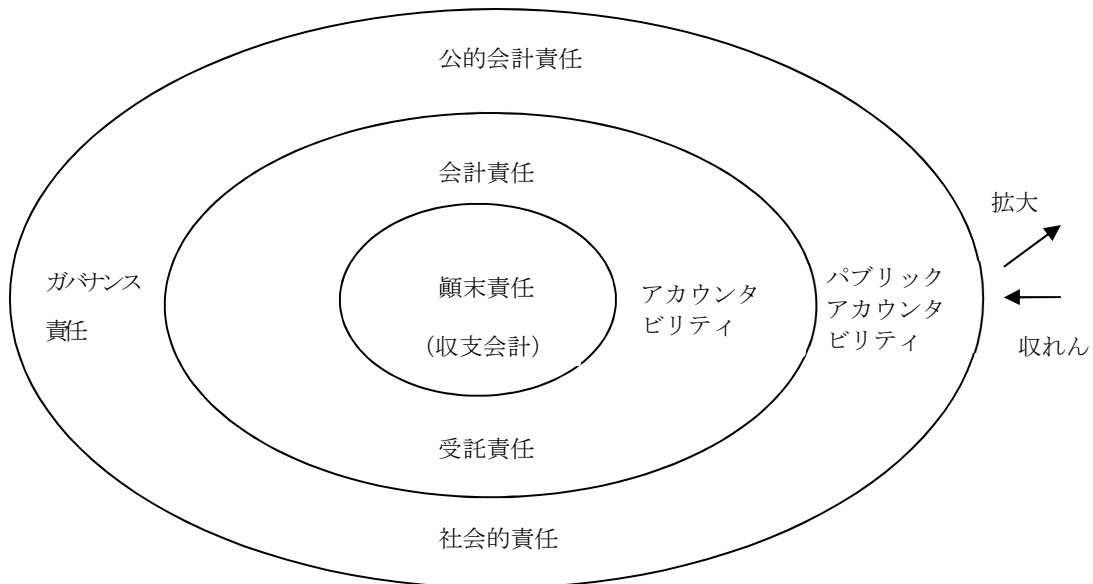 公的会計責任
会計責任
拡大
ガバナンス
責任
顚末責任
(収支会計)
アカウンタ
ビリティ
パブリック
アカウンタ
ビリティ
収れん
受託責任
社会的責任